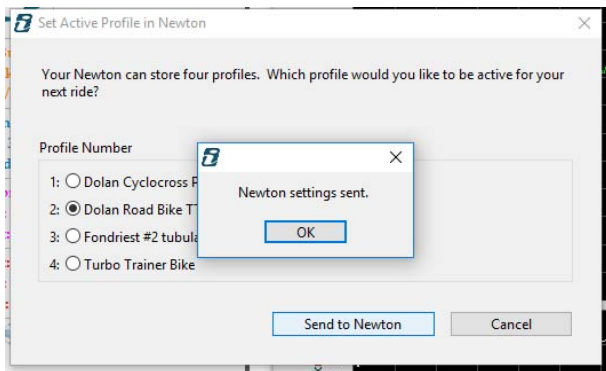 Set Active Profile in Newton
Your Newton can store four profiles. Which profile would you like to be active for your
next ride?
Profile Number
1: Dolan Cyclocross
2: Dolan Road Bike
3: Fondriest #2
4: Turbo Trainer Bike
Newton settings sent.
OK
Send to Newton
Cancel